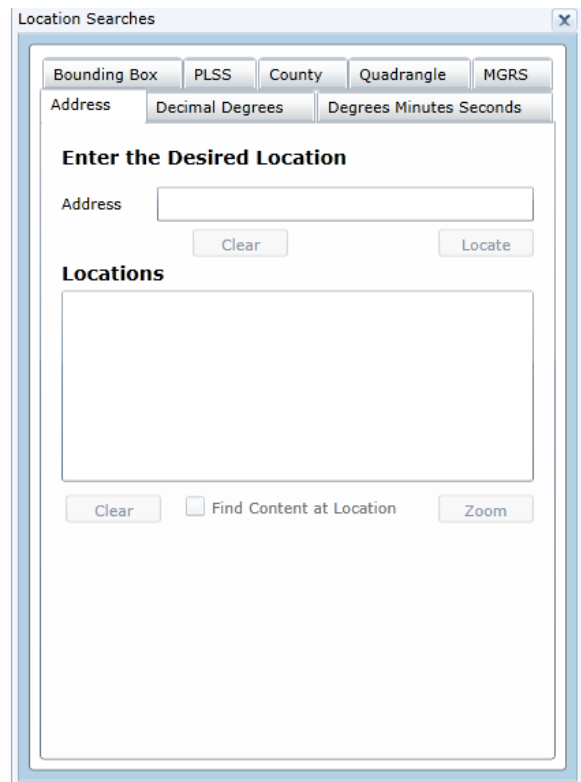 Location Searches
Bounding Box PLSS County Quadrangle MGRS
Address Decimal Degrees Degrees Minutes Seconds
Enter the Desired Location
Address
Clear Locate
Locations
Clear Find Content at Location Zoom